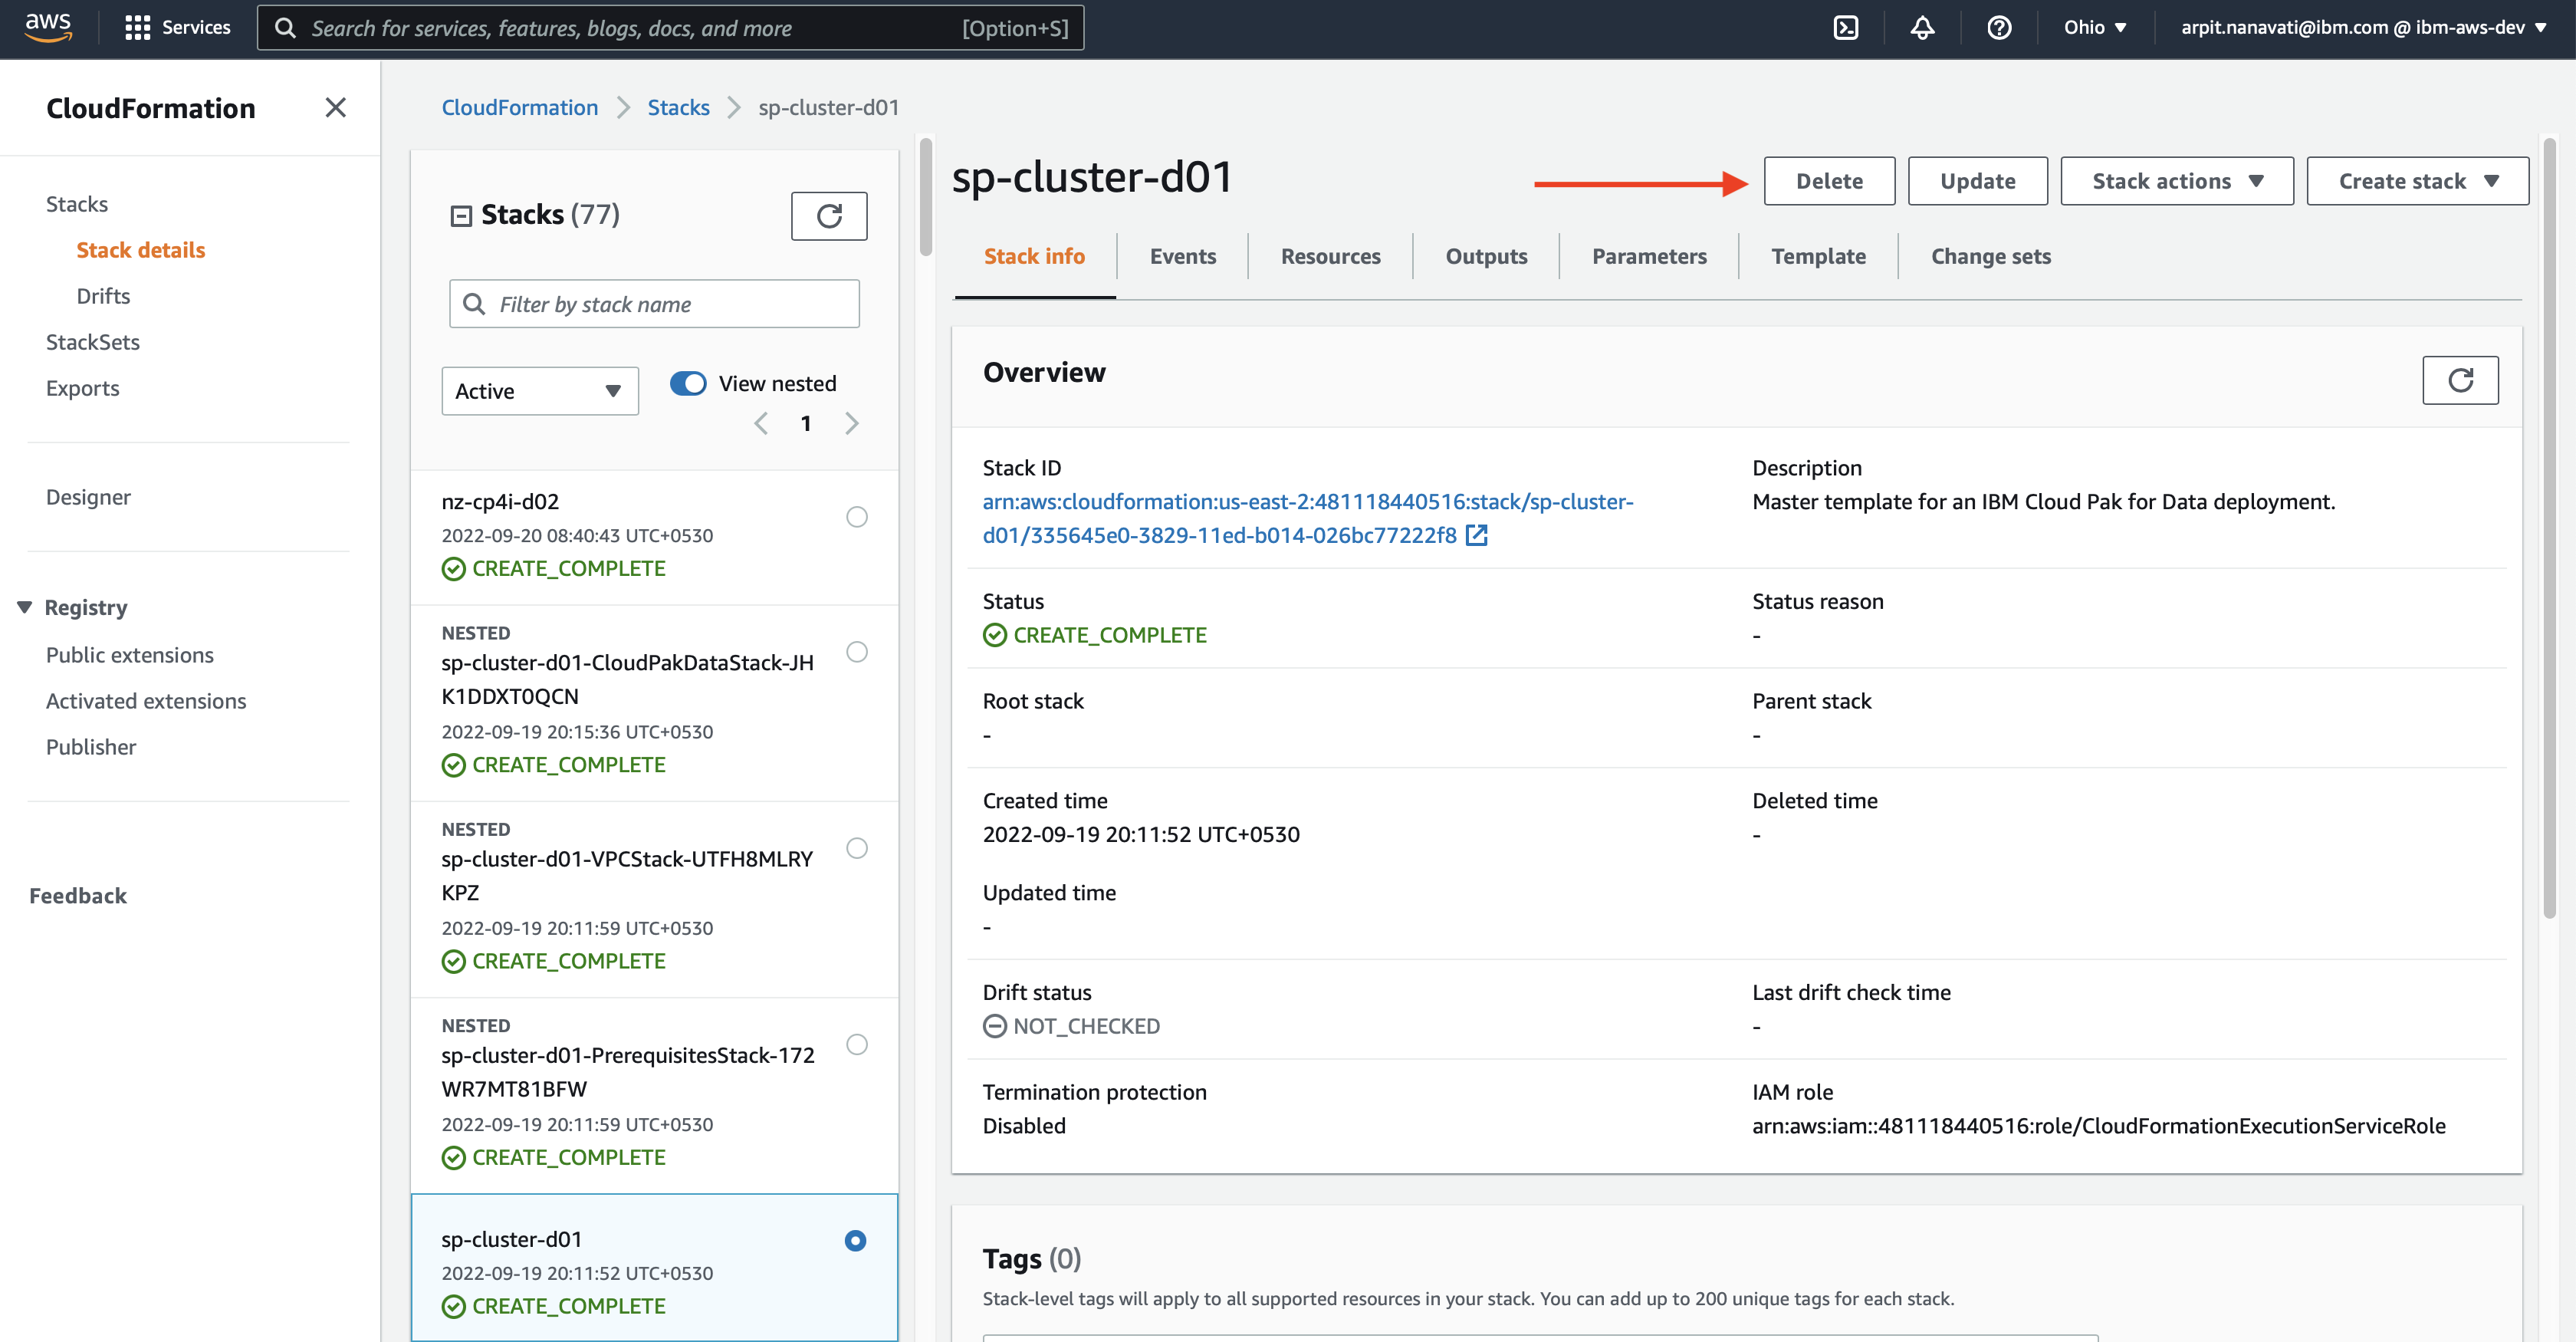 aws
Services
Search for services, features, blogs, docs, and more [Option+S]
Ohio
arpit.nanavati@ibm.com @ ibm-aws-dev
CloudFormation
Stacks
Stack details
Drifts
StackSets
Exports
Designer
Registry
Public extensions
Activated extensions
Publisher
Feedback
CloudFormation Stacks sp-cluster-d01
Stacks (77)
Filter by stack name
Active
View nested
1
nz-cp4i-d02
2022-09-20 08:40:43 UTC+0530
CREATE_COMPLETE
NESTED
sp-cluster-d01-CloudPakDataStack-JH
K1DDXT0QCN
2022-09-19 20:15:36 UTC+0530
CREATE_COMPLETE
NESTED
sp-cluster-d01-VPCStack-UTFH8MLRY
KPZ
2022-09-19 20:11:59 UTC+0530
CREATE_COMPLETE
NESTED
sp-cluster-d01-PrerequisitesStack-172
WR7MT81BFW
2022-09-19 20:11:59 UTC+0530
CREATE_COMPLETE
sp-cluster-d01
2022-09-19 20:11:52 UTC+0530
CREATE_COMPLETE
sp-cluster-d01
Delete
Update
Stack actions
Create stack
Stack info
Events
Resources
Outputs
Parameters
Template
Change sets
Overview
Stack ID
arn:aws:cloudformation:us-east-2:481118440516:stack/sp-cluster-
d01/335645e0-3829-11ed-b014-026bc77222f8
Description
Master template for an IBM Cloud Pak for Data deployment.
Status
CREATE_COMPLETE
Status reason
-
Root stack
-
Parent stack
-
Created time
2022-09-19 20:11:52 UTC+0530
Deleted time
-
Updated time
-
Drift status
NOT_CHECKED
Last drift check time
-
Termination protection
Disabled
IAM role
arn:aws:iam::481118440516:role/CloudFormationExecutionServiceRole
Tags (0)
Stack-level tags will apply to all supported resources in your stack. You can add up to 200 unique tags for each stack.